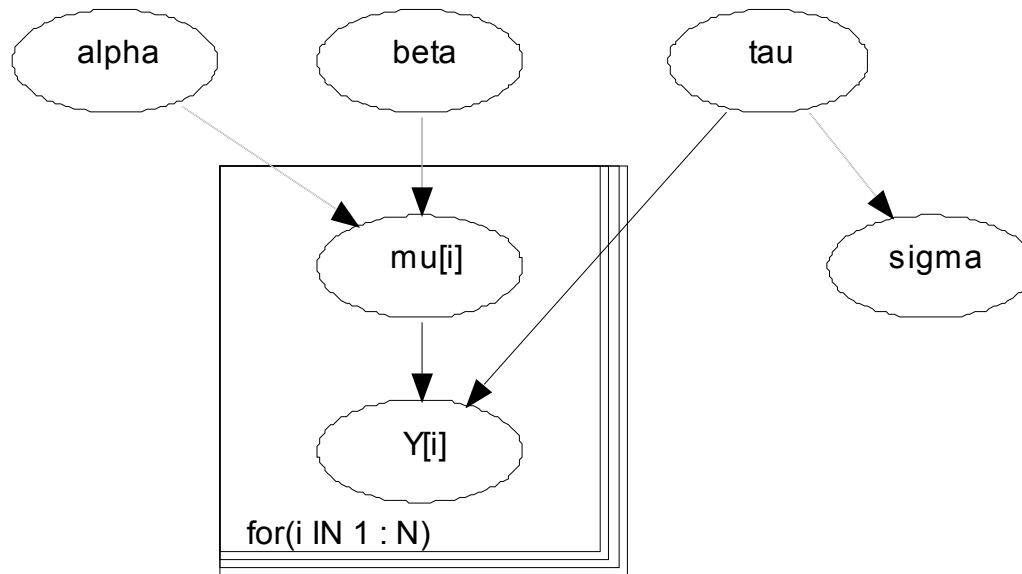 alpha
beta
tau
mu[i]
sigma
Y[i]
for(i IN 1 : N)